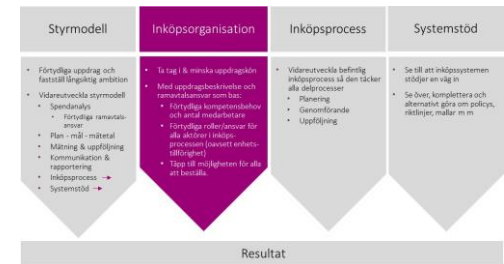 Styrmodell
Förtydliga uppdrag och
fastställ långsiktig ambition
Vidareutveckla styrmodell
Spendanalys
Förtydliga ramavtals-
ansvar
Plan - mål - mätetal
Mätning & uppföljning
Kommunikation &
rapportering
Inköpsprocess →
Systemstöd →
Inköpsorganisation
Ta tag i & minska uppdragskön
Med uppdragsbeskrivelse och
ramavtalsansvar som bas:
Förtydliga kompetensbehov
och antal medarbetare
Förtydliga roller/ansvar för
alla aktörer i inköps-
processen (oavsett enhets-
tillförighet)
Täpp till möjligheten för alla
att beställa.
Inköpsprocess
Vidareutveckla befintlig
inköpsprocess så den täcker
alla delprocesser
Planering
Genomförande
Uppföljning
Systemstöd
Se till att inköpssystemen
stödjer en väg in
Se över, komplettera och
alternativt göra om policys,
riktlinjer, mallar m m
Resultat